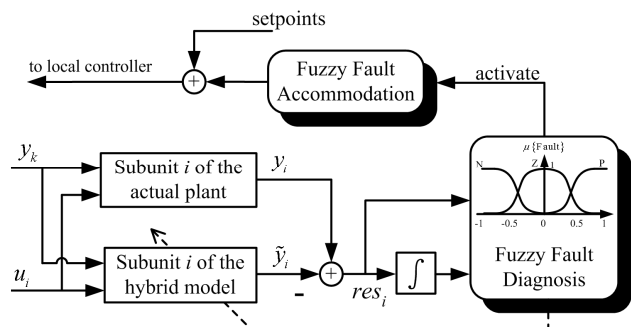 setpoints
to local controller
+
Fuzzy Fault
Accommodation
activate
y_k
Subunit i of the
actual plant
y_i
μ{Fault}
N Z 1 P
-1 -0.5 0 0.5 1
Fuzzy Fault
Diagnosis
u_i
Subunit i of the
hybrid model
ỹ_i
+
-
res_i
∫